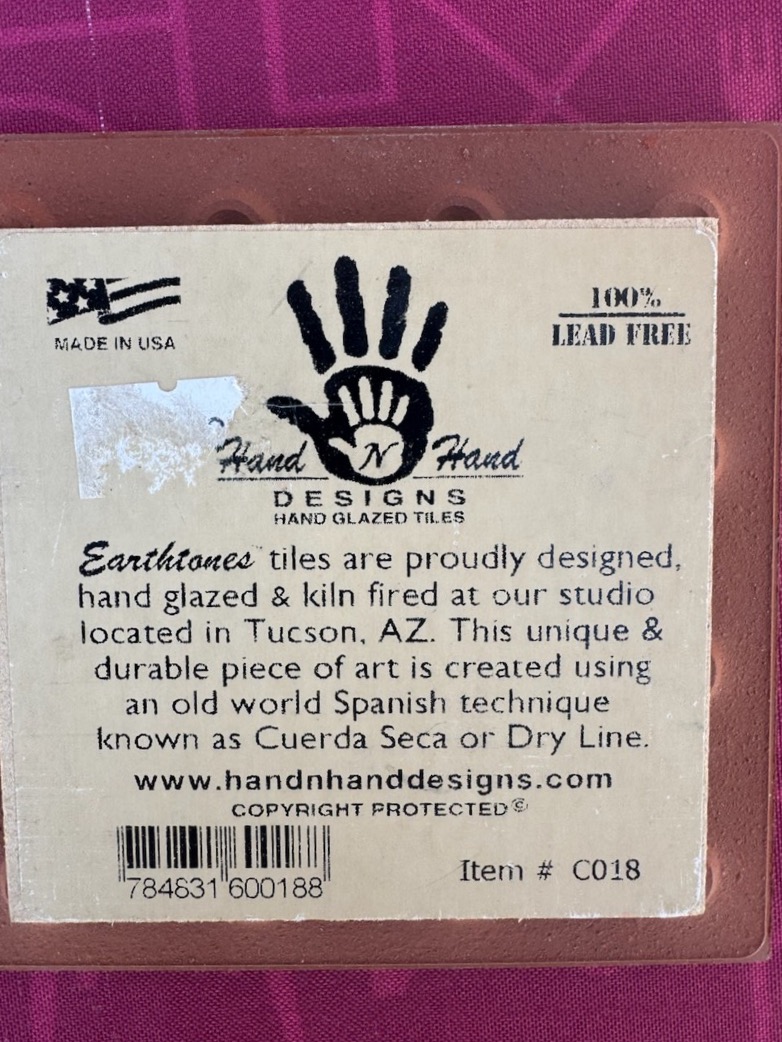 MADE IN USA
100%
LEAD FREE
Hand N Hand
DESIGNS
HAND GLAZED TILES
Earthtones™ tiles are proudly designed,
hand glazed & kiln fired at our studio
located in Tucson, AZ. This unique &
durable piece of art is created using
an old world Spanish technique
known as Cuerda Seca or Dry Line.
www.handnhanddesigns.com
COPYRIGHT PROTECTED©
784831 600188
Item # C018